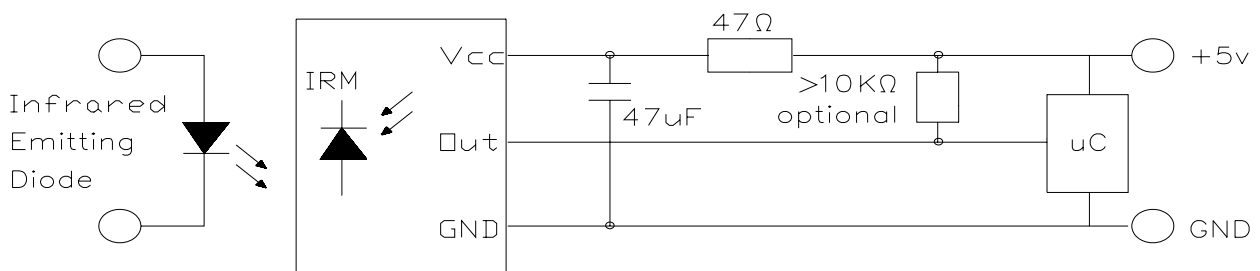 Infrared
Emitting
Diode
IRM
Vcc
Out
GND
47uF
47Ω
>10KΩ
optional
uC
+5v
GND